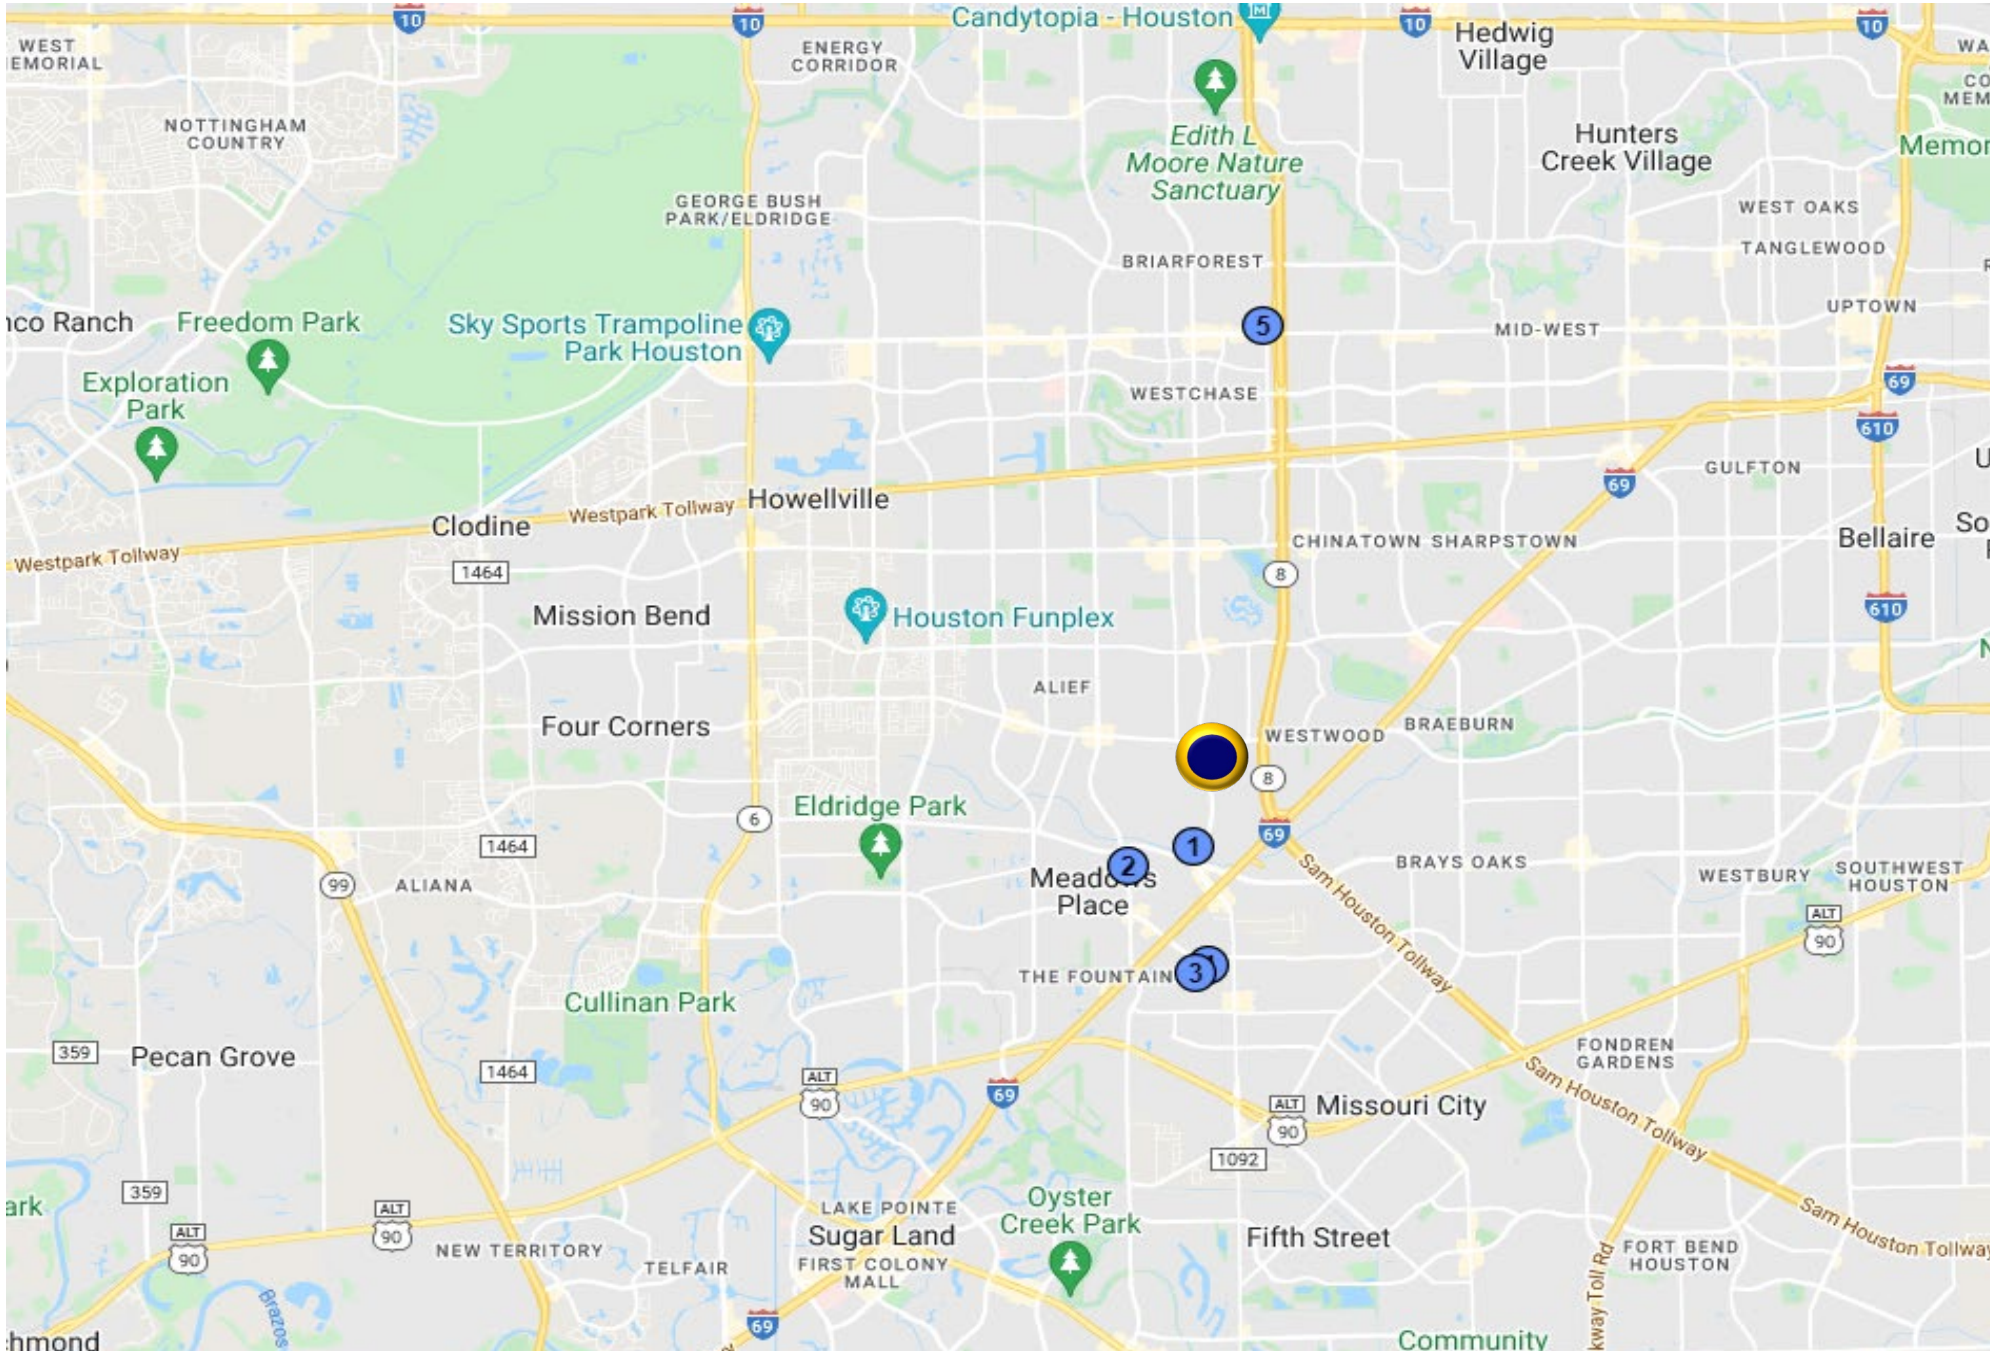 10
10
Candytopia - Houston
10
Hedwig
Village
10
WEST
ENERGY
CORRIDOR
NOTTINGHAM
COUNTRY
Edith L
Moore Nature
Sanctuary
Hunters
Creek Village
GEORGE BUSH
PARK/ELDRIDGE
WEST OAKS
TANGLEWOOD
BRIARFOREST
UPTOWN
Ranch
Freedom Park
Sky Sports Trampoline
Park Houston
5
MID-WEST
Exploration
Park
WESTCHASE
69
610
GULFTON
69
Howellville
Westpark Tollway
Clodine
Westpark Tollway
CHINATOWN
SHARPSTOWN
Bellaire
1464
8
610
Mission Bend
Houston Funplex
ALIEF
Four Corners
WESTWOOD
BRAEBURN
8
Eldridge Park
6
69
1464
1
2
Meadows
Place
BRAYS OAKS
Sam Houston Tollway
WESTBURY
SOUTHWEST
HOUSTON
99
ALIANA
ALT
90
THE FOUNTAIN
3
Cullinan Park
359
Pecan Grove
1464
FONDREN
GARDENS
ALT
90
69
ALT
90
Missouri City
Sam Houston Tollway
1092
359
ALT
90
ALT
90
LAKE POINTE
Sugar Land
FIRST COLONY
MALL
Oyster
Creek Park
Fifth Street
Sam Houston Tollway
NEW TERRITORY
TELFAIR
FORT BEND
HOUSTON
Toll Rd
Brazos
69
Community